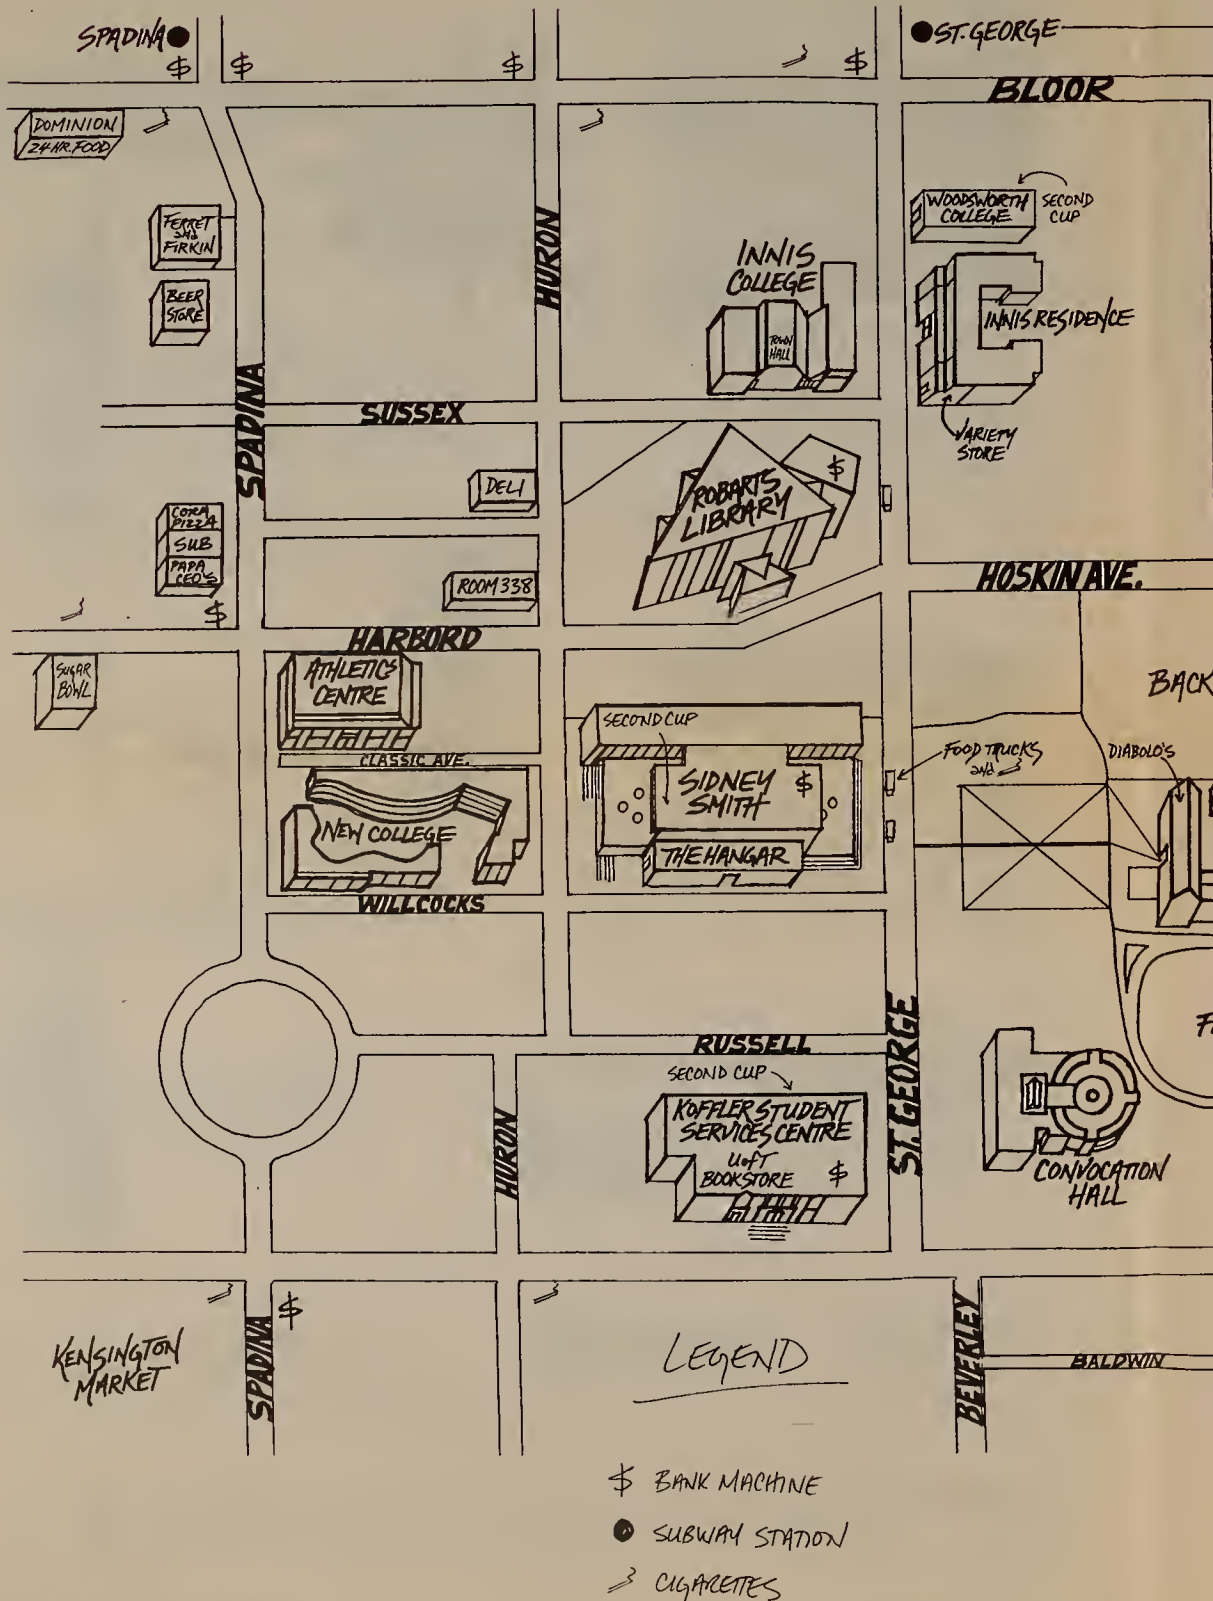 SPADINA
ST. GEORGE
$
$
$
$
BLOOR
DOMINION
24 HR. FOOD
FERRET
and
FIRKIN
BEER
STORE
HURON
INNIS
COLLEGE
TOWN
HALL
WOODSWORTH
COLLEGE
SECOND
CUP
INNIS RESIDENCE
VARIETY
STORE
SPADINA
SUSSEX
DELI
ROBARTS
LIBRARY
$
CORA
PIZZA
SUB
PAPA
CEO'S
$
ROOM 338
HOSKIN AVE.
HARBORD
SUGAR
BOWL
ATHLETICS
CENTRE
CLASSIC AVE.
NEW COLLEGE
WILLCOCKS
SECOND CUP
SIDNEY
SMITH
$
THE HANGAR
FOOD TRUCKS
and
BACK
DIABOLO'S
ST. GEORGE
RUSSELL
SECOND CUP
KOFFLER STUDENT
SERVICES CENTRE
U of T
BOOKSTORE
$
HURON
CONVOCATION
HALL
KENSINGTON
MARKET
SPADINA
$
LEGEND
BEVERLEY
BALDWIN
$ BANK MACHINE
SUBWAY STATION
CIGARETTES